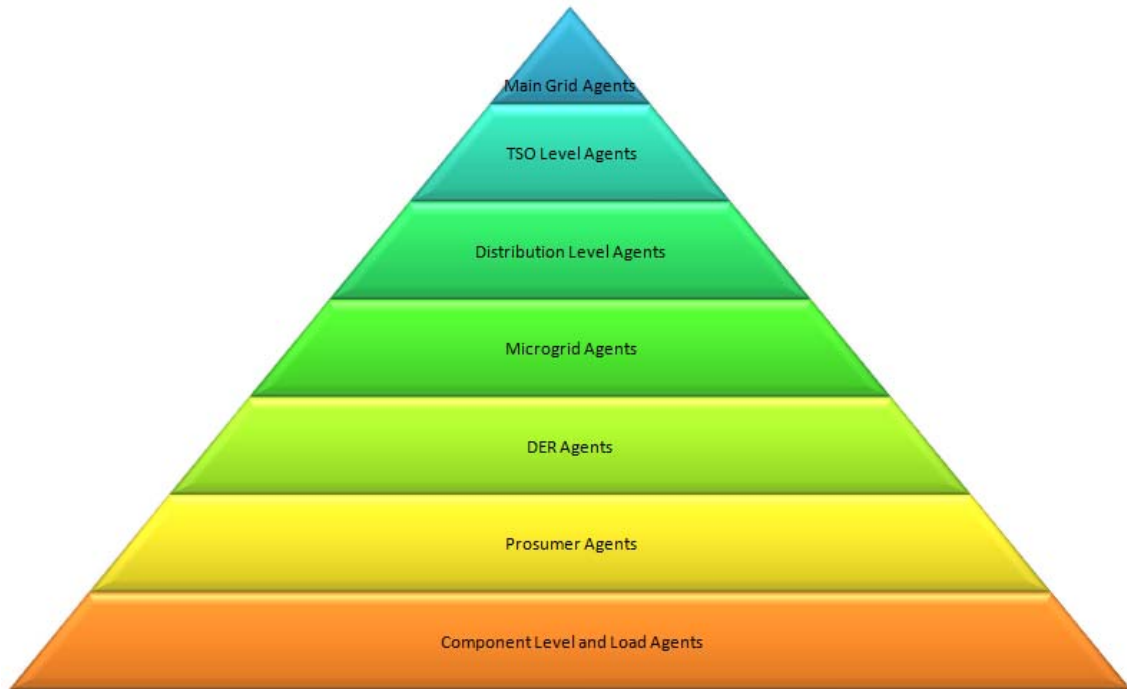 Main Grid Agents
TSO Level Agents
Distribution Level Agents
Microgrid Agents
DER Agents
Prosumer Agents
Component Level and Load Agents